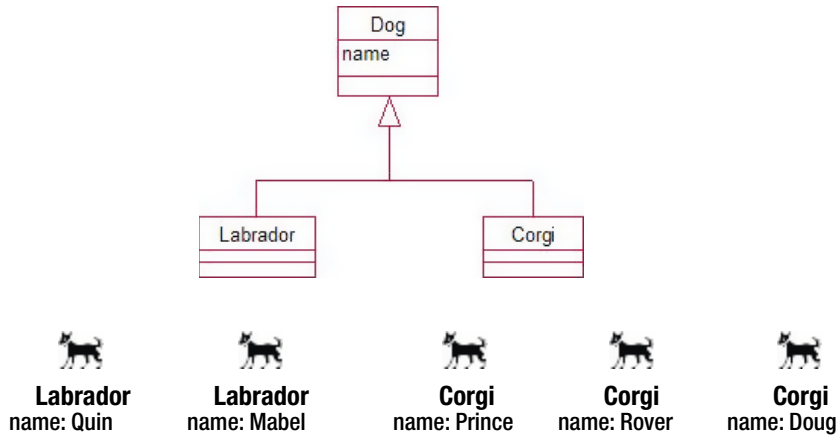 Dog
name
Labrador
Corgi
Labrador
name: Quin
Labrador
name: Mabel
Corgi
name: Prince
Corgi
name: Rover
Corgi
name: Doug